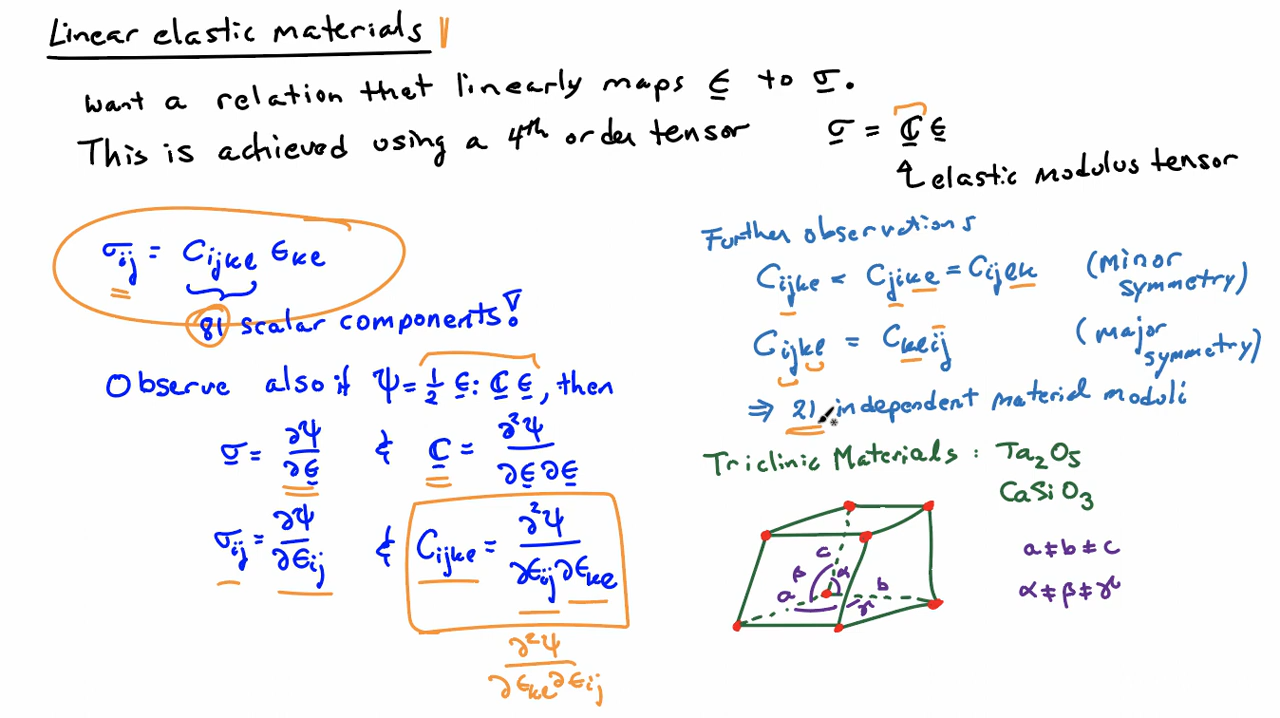 Linear elastic materials
want a relation thet linearly maps ϵ to σ.
This is achieved using a 4th order tensor σ = ℂ ϵ
elastic modulus tensor
σij = Cijkl ϵkl
81 scalar components!
Observe also if Ψ = 1/2 ϵ : ℂ ϵ, then
σ = ∂Ψ/∂ϵ & ℂ = ∂²Ψ/∂ϵ∂ϵ
σij = ∂Ψ/∂ϵij & Cijkl = ∂²Ψ/∂ϵij∂ϵkl
∂²Ψ/∂ϵkl∂ϵij
Further observations
Cijkl = Cjikl = Cijlk (minor symmetry)
Cijkl = Cklij (major symmetry)
⇒ 21 independent material moduli
Triclinic Materials : Ta2O5
CaSiO3
a ≠ b ≠ c
α ≠ β ≠ γ
c
β α
a b
γ